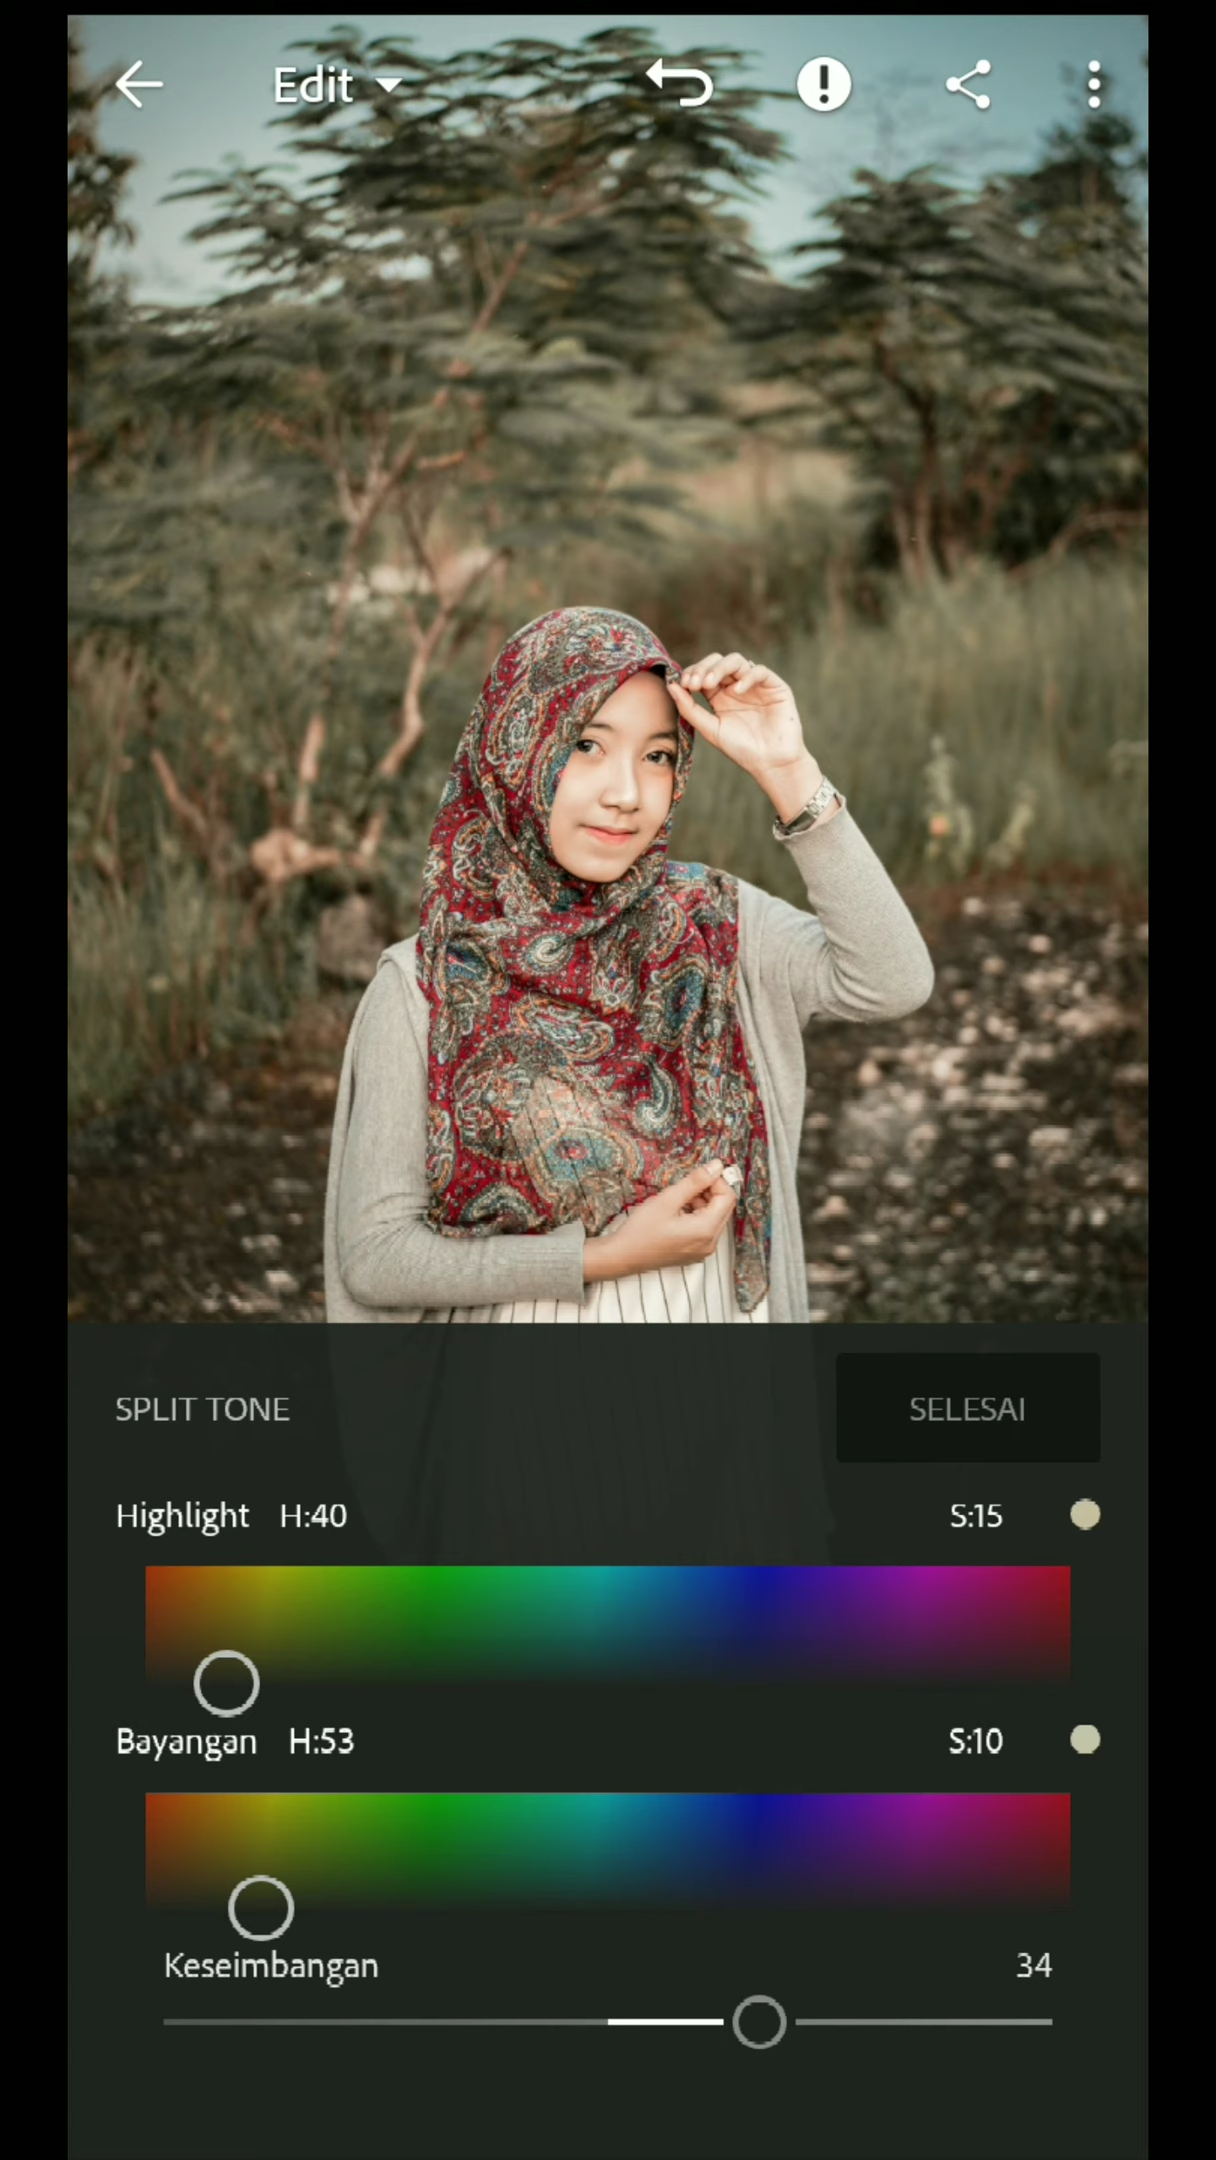 Edit
SPLIT TONE
SELESAI
Highlight H:40 S:15
Bayangan H:53 S:10
Keseimbangan 34